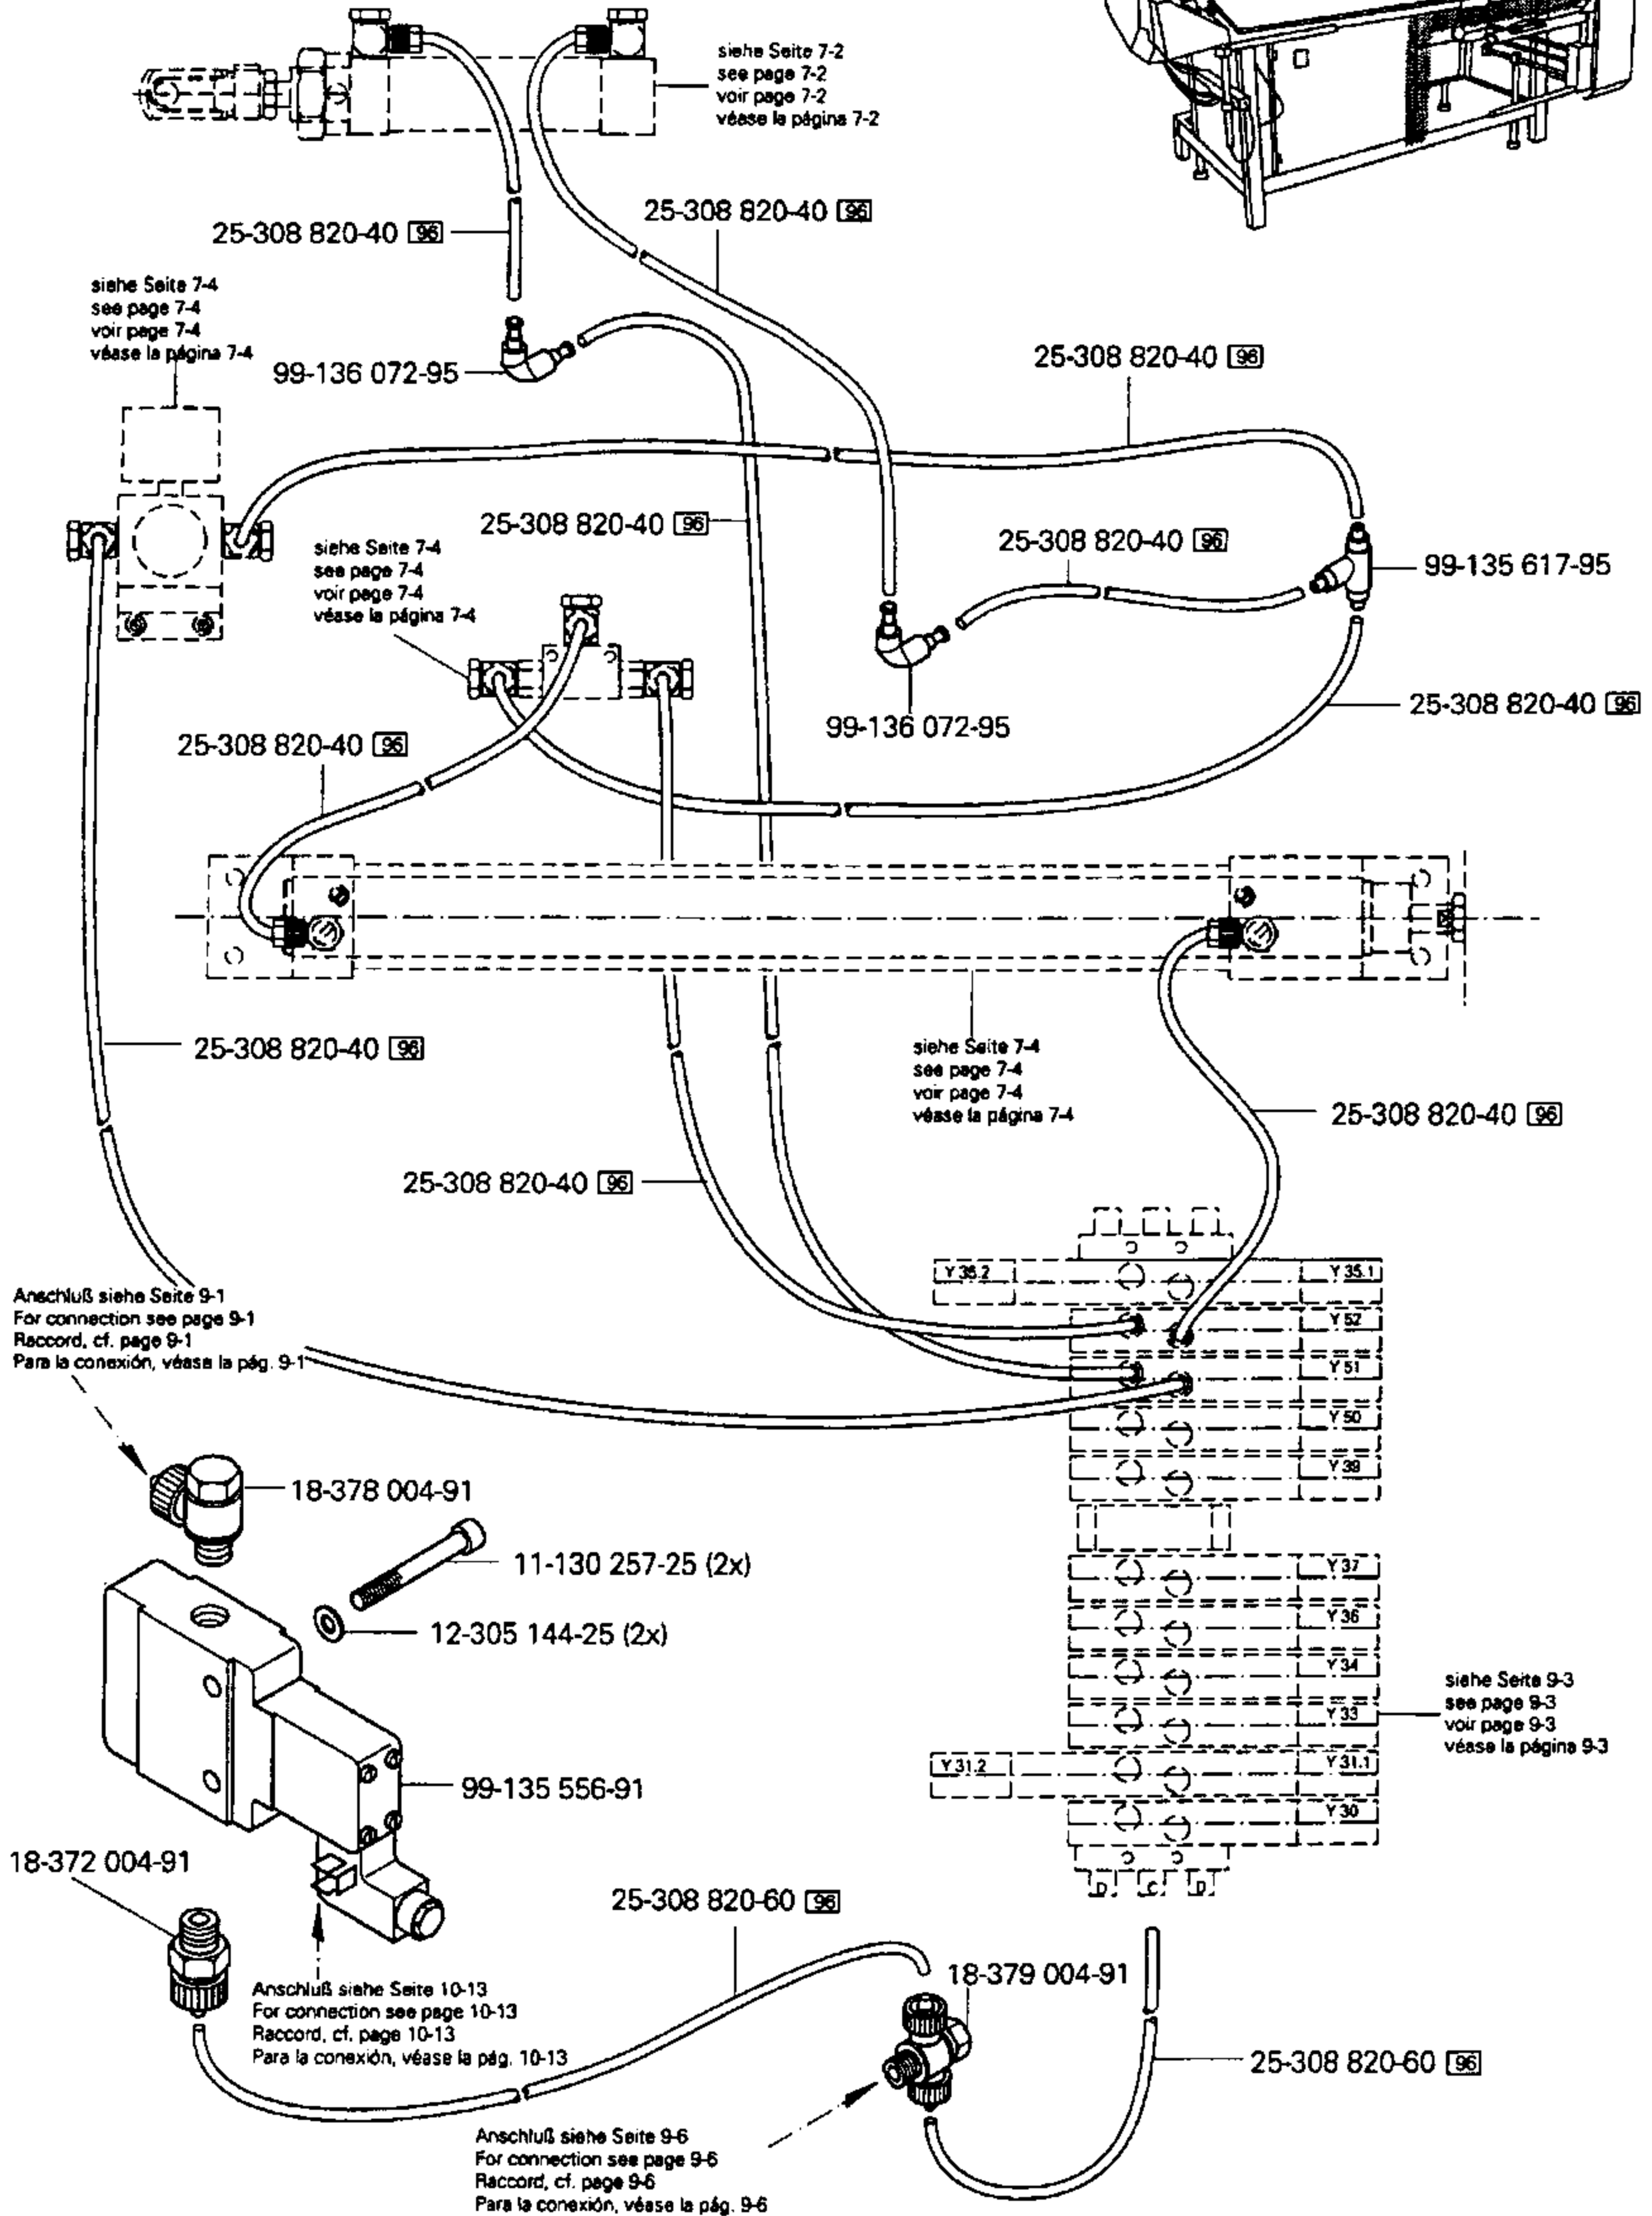 siehe Seite 7-2
see page 7-2
voir page 7-2
véase la página 7-2
25-308 820-40 96
25-308 820-40 96
siehe Seite 7-4
see page 7-4
voir page 7-4
véase la página 7-4
99-136 072-95
25-308 820-40 96
25-308 820-40 96
siehe Seite 7-4
see page 7-4
voir page 7-4
véase la página 7-4
25-308 820-40 96
99-135 617-95
99-136 072-95
25-308 820-40 96
25-308 820-40 96
25-308 820-40 96
siehe Seite 7-4
see page 7-4
voir page 7-4
véase la página 7-4
25-308 820-40 96
25-308 820-40 96
Y 35.2
Y 35.1
Y 52
Y 51
Y 50
Y 39
Anschluß siehe Seite 9-1
For connection see page 9-1
Raccord, cf. page 9-1
Para la conexión, véase la pág. 9-1
18-378 004-91
11-130 257-25 (2x)
12-305 144-25 (2x)
Y 37
Y 36
Y 34
Y 33
Y 31.2
Y 31.1
Y 30
D C D
siehe Seite 9-3
see page 9-3
voir page 9-3
véase la página 9-3
99-135 556-91
18-372 004-91
25-308 820-60 96
18-379 004-91
Anschluß siehe Seite 10-13
For connection see page 10-13
Raccord, cf. page 10-13
Para la conexión, véase la pág. 10-13
25-308 820-60 96
Anschluß siehe Seite 9-6
For connection see page 9-6
Raccord, cf. page 9-6
Para la conexión, véase la pág. 9-6